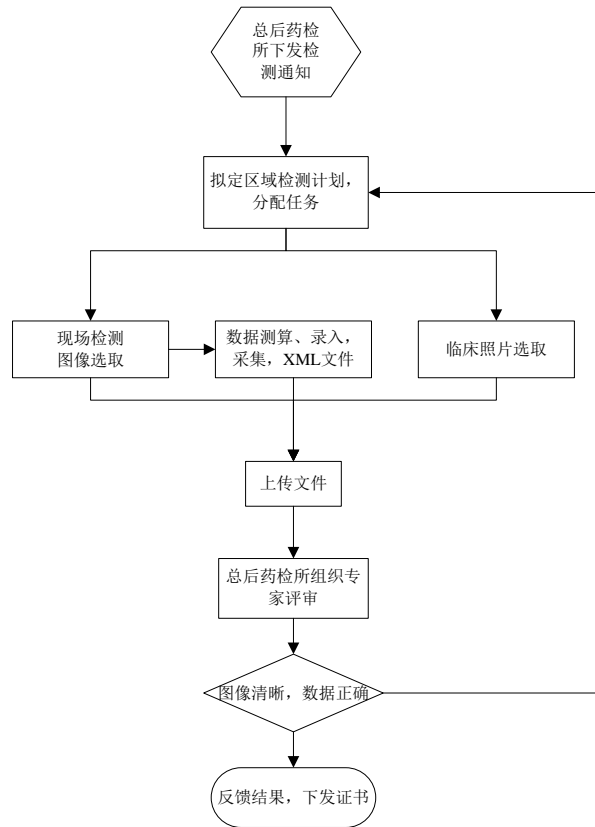 总后药检
所下发检
测通知
拟定区域检测计划，
分配任务
现场检测
图像选取
数据测算、录入，
采集，XML文件
临床照片选取
上传文件
总后药检所组织专
家评审
图像清晰，数据正确
反馈结果，下发证书